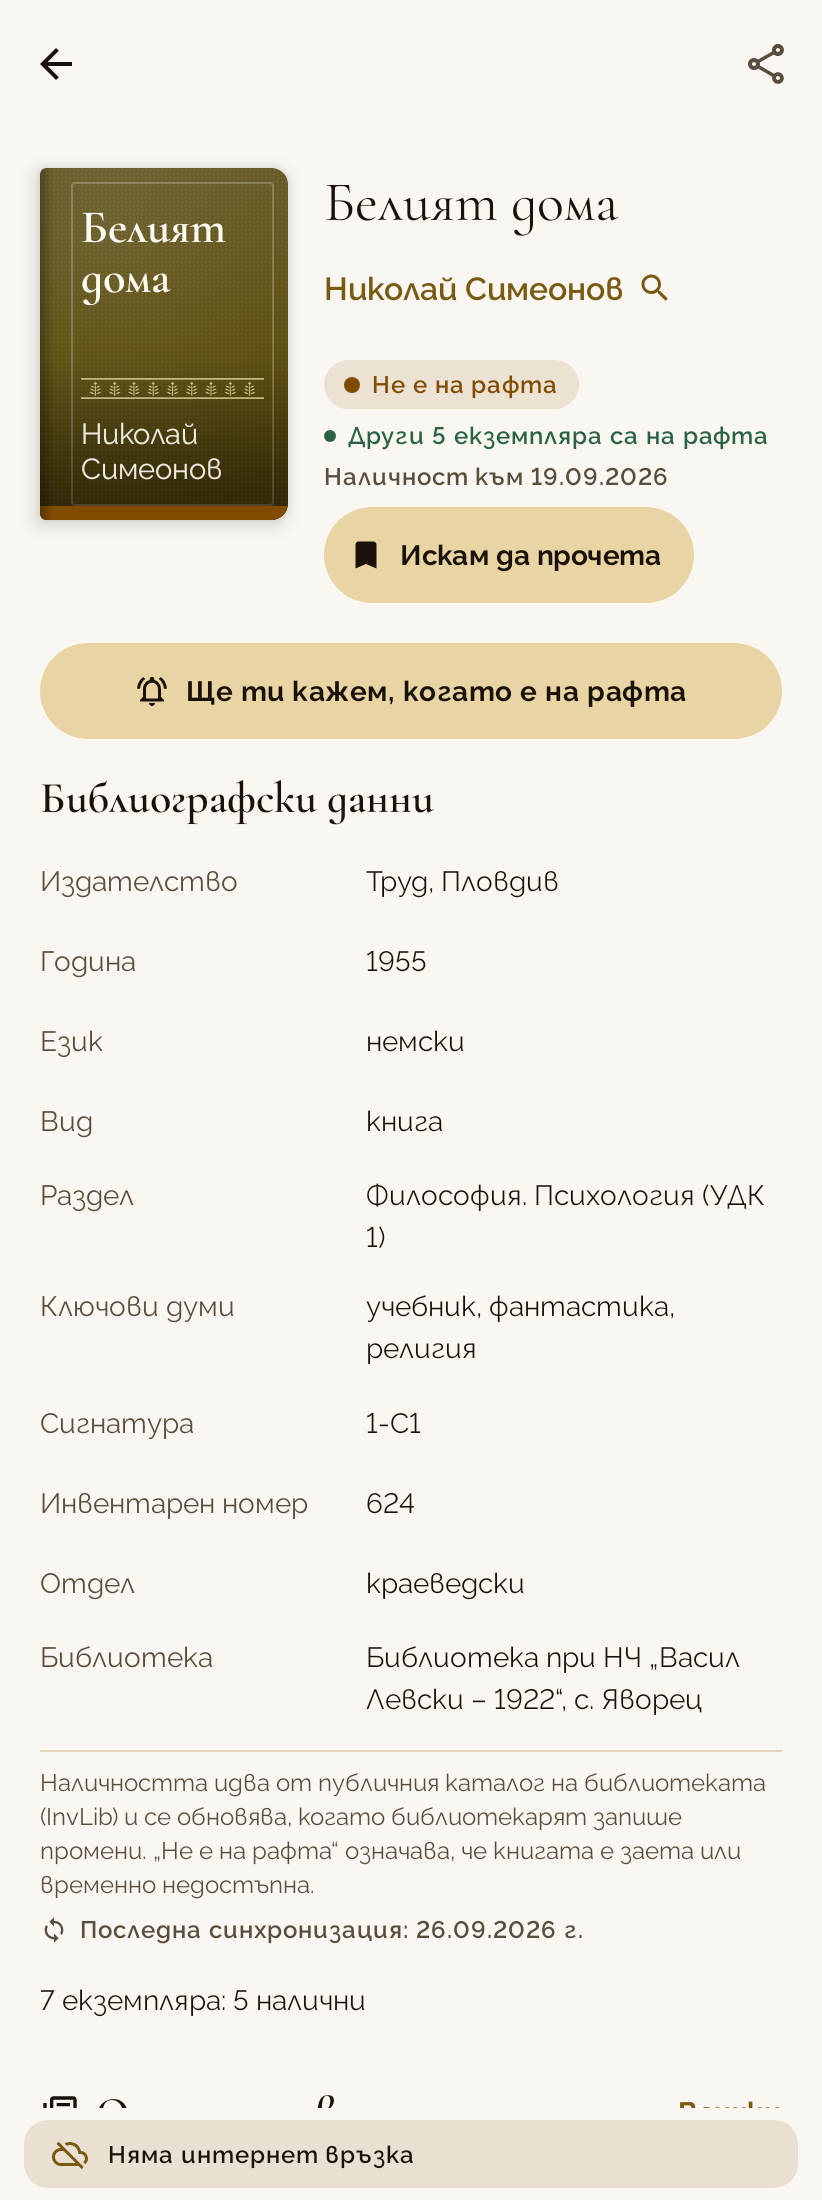 Белият
дома
Николай
Симеонов
Белият дома
Николай Симеонов
Не е на рафта
Други 5 екземпляра са на рафта
Наличност към 19.09.2026
Искам да прочета
Ще ти кажем, когато е на рафта
Библиографски данни
Издателство
Труд, Пловдив
Година
1955
Език
немски
Вид
книга
Раздел
Философия. Психология (УДК
1)
Ключови думи
учебник, фантастика,
религия
Сигнатура
1-С1
Инвентарен номер
624
Отдел
краеведски
Библиотека
Библиотека при НЧ „Васил
Левски – 1922“, с. Яворец
Наличността идва от публичния каталог на библиотеката
(InvLib) и се обновява, когато библиотекарят запише
промени. „Не е на рафта“ означава, че книгата е заета или
временно недостъпна.
Последна синхронизация: 26.09.2026 г.
7 екземпляра: 5 налични
Няма интернет връзка